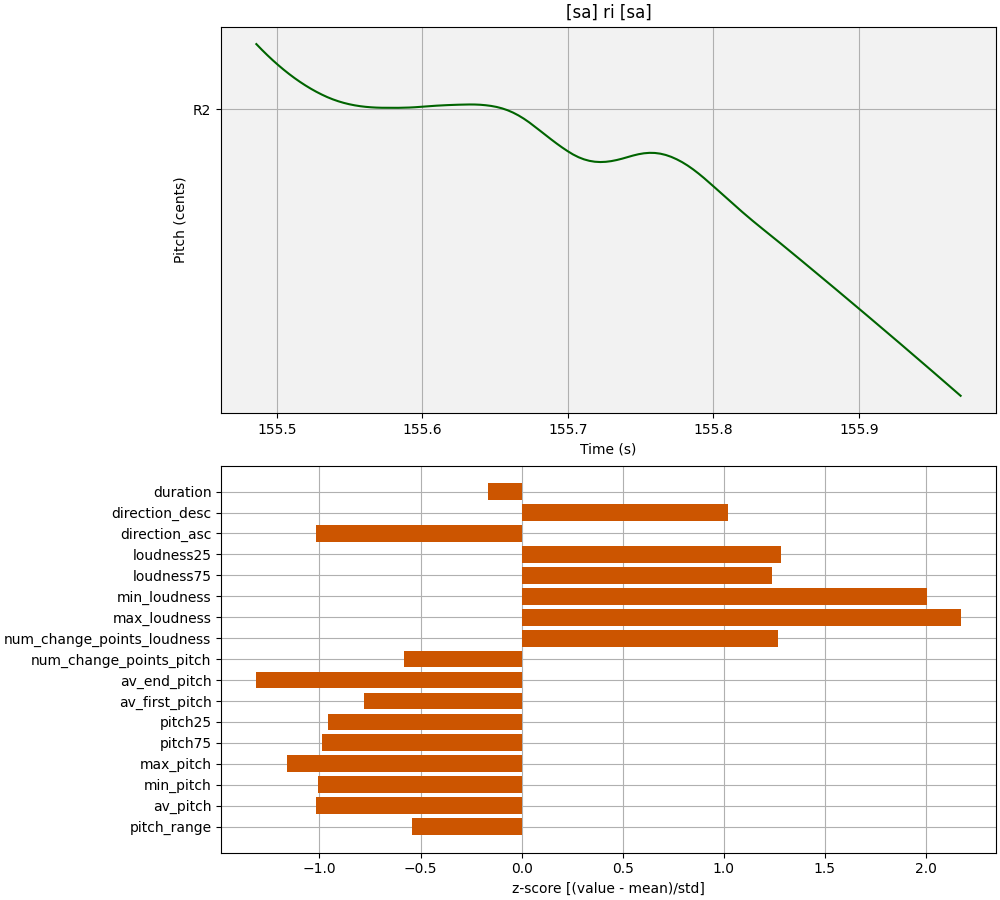 [sa] ri [sa]
R2
Pitch (cents)
155.5 155.6 155.7 155.8 155.9
Time (s)
duration
direction_desc
direction_asc
loudness25
loudness75
min_loudness
max_loudness
num_change_points_loudness
num_change_points_pitch
av_end_pitch
av_first_pitch
pitch25
pitch75
max_pitch
min_pitch
av_pitch
pitch_range
−1.0 −0.5 0.0 0.5 1.0 1.5 2.0
z-score [(value - mean)/std]